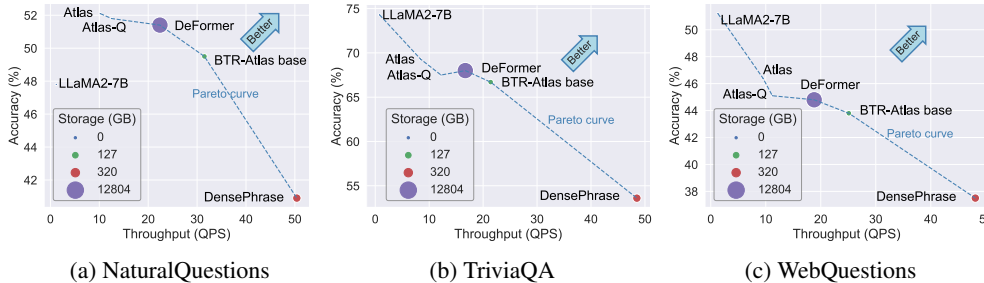 52
50
48
46
44
42
Accuracy (%)
Atlas
Atlas-Q
DeFormer
Better
BTR-Atlas base
LLaMA2-7B
Pareto curve
Storage (GB)
0
127
320
12804
DensePhrase
0 10 20 30 40 50
Throughput (QPS)
(a) NaturalQuestions
75
70
65
60
55
Accuracy (%)
LLaMA2-7B
Better
Atlas
Atlas-Q
DeFormer
BTR-Atlas base
Pareto curve
Storage (GB)
0
127
320
12804
DensePhrase
0 10 20 30 40 50
Throughput (QPS)
(b) TriviaQA
50
48
46
44
42
40
38
36
Accuracy (%)
LLaMA2-7B
Better
Atlas
Atlas-Q
DeFormer
BTR-Atlas base
Pareto curve
Storage (GB)
0
127
320
12804
DensePhrase
0 10 20 30 40 50
Throughput (QPS)
(c) WebQuestions